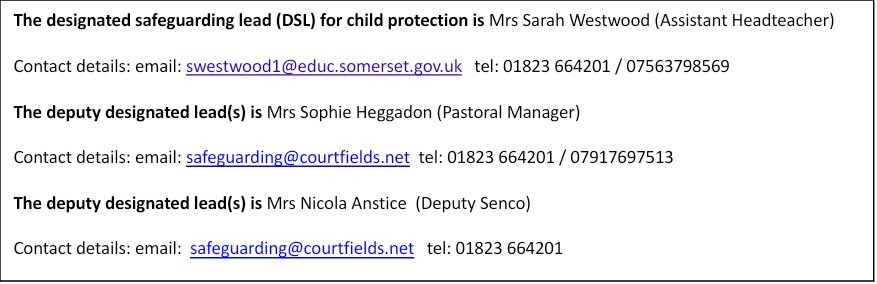 The designated safeguarding lead (DSL) for child protection is Mrs Sarah Westwood (Assistant Headteacher)
Contact details: email: swestwood1@educ.somerset.gov.uk tel: 01823 664201 / 07563798569
The deputy designated lead(s) is Mrs Sophie Heggadon (Pastoral Manager)
Contact details: email: safeguarding@courtfields.net tel: 01823 664201 / 07917697513
The deputy designated lead(s) is Mrs Nicola Anstice (Deputy Senco)
Contact details: email: safeguarding@courtfields.net tel: 01823 664201